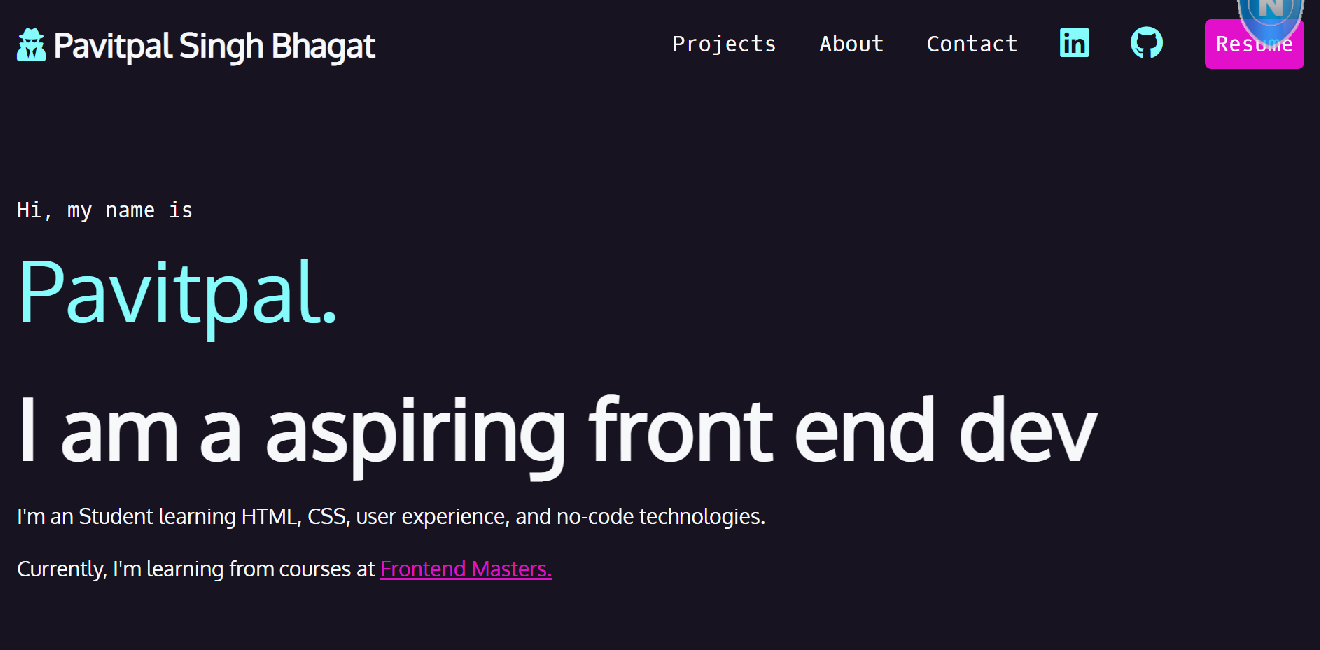 Pavitpal Singh Bhagat
Projects About Contact in Resume
N
Hi, my name is
Pavitpal.
I am a aspiring front end dev
I'm an Student learning HTML, CSS, user experience, and no-code technologies.
Currently, I'm learning from courses at Frontend Masters.